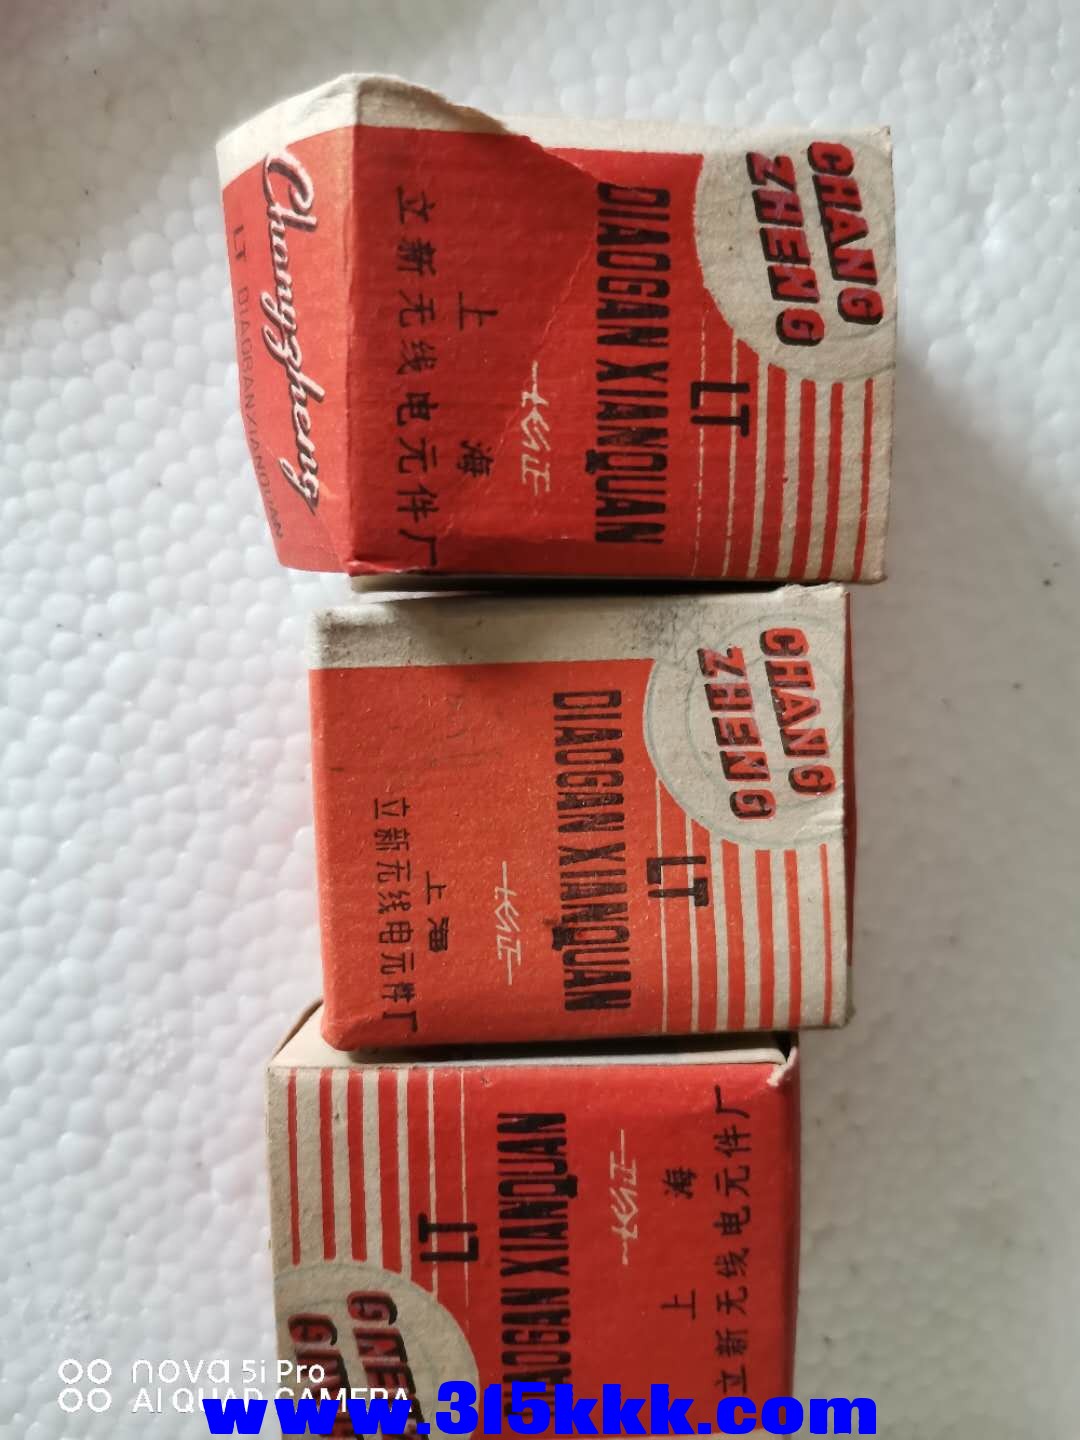 CHANG
ZHENG
LT
DIAOGAN XIANQUAN
长征
上海
立新无线电元件厂
Changzheng
LT DIAOGAN XIANQUAN
CHANG
ZHENG
LT
DIAOGAN XIANQUAN
长征
上海
立新无线电元件厂
ZHENG
LT
DIAOGAN XIANQUAN
长征
上海
立新无线电元件厂
nova 5i Pro
AI QUAD CAMERA
www.315kkk.com